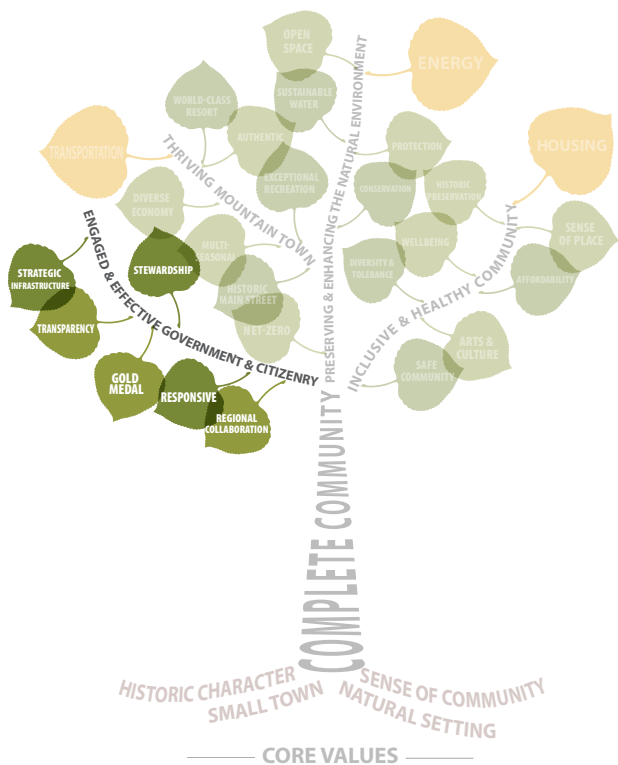 OPEN
SPACE
ENERGY
WORLD-CLASS
RESORT
SUSTAINABLE
WATER
AUTHENTIC
PROTECTION
HOUSING
TRANSPORTATION
THRIVING MOUNTAIN TOWN
EXCEPTIONAL
RECREATION
PRESERVING & ENHANCING THE NATURAL ENVIRONMENT
CONSERVATION
HISTORIC
PRESERVATION
DIVERSE
ECONOMY
MULTI-
SEASONAL
WELLBEING
SENSE
OF PLACE
ENGAGED & EFFECTIVE GOVERNMENT & CITIZENRY
STRATEGIC
INFRASTRUCTURE
STEWARDSHIP
HISTORIC
MAIN STREET
DIVERSITY &
TOLERANCE
AFFORDABILITY
INCLUSIVE & HEALTHY COMMUNITY
TRANSPARENCY
NET-ZERO
ARTS &
CULTURE
SAFE
COMMUNITY
GOLD
MEDAL
RESPONSIVE
REGIONAL
COLLABORATION
COMPLETE COMMUNITY
HISTORIC CHARACTER
SENSE OF COMMUNITY
SMALL TOWN
NATURAL SETTING
CORE VALUES